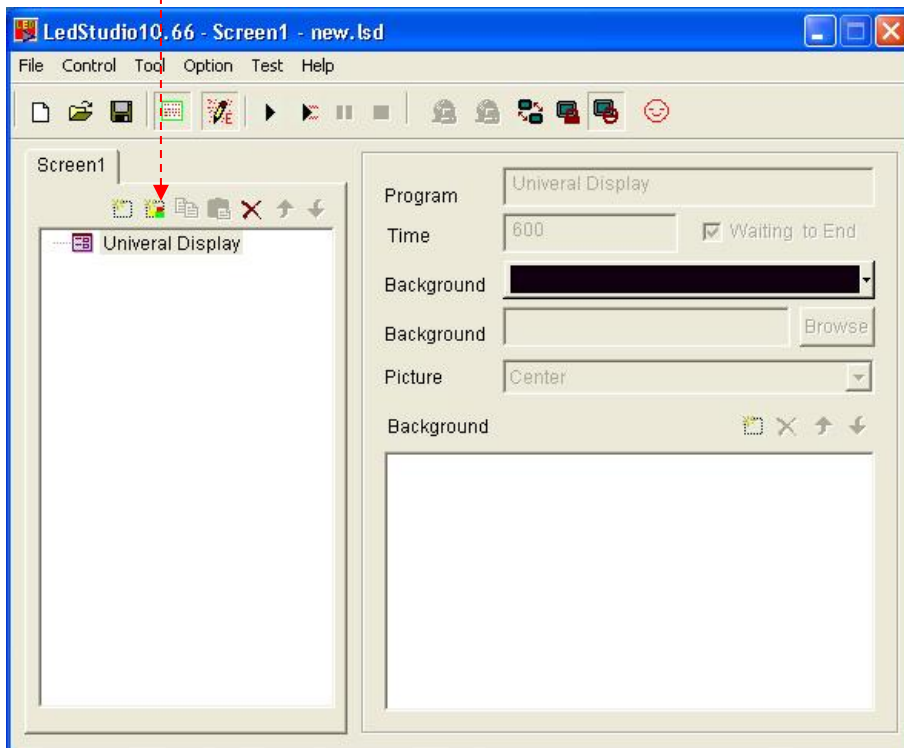 LedStudio10.66 - Screen1 - new.lsd
File Control Tool Option Test Help
E
Screen1
Univeral Display
Program Univeral Display
Time 600 Waiting to End
Background
Background Browse
Picture Center
Background